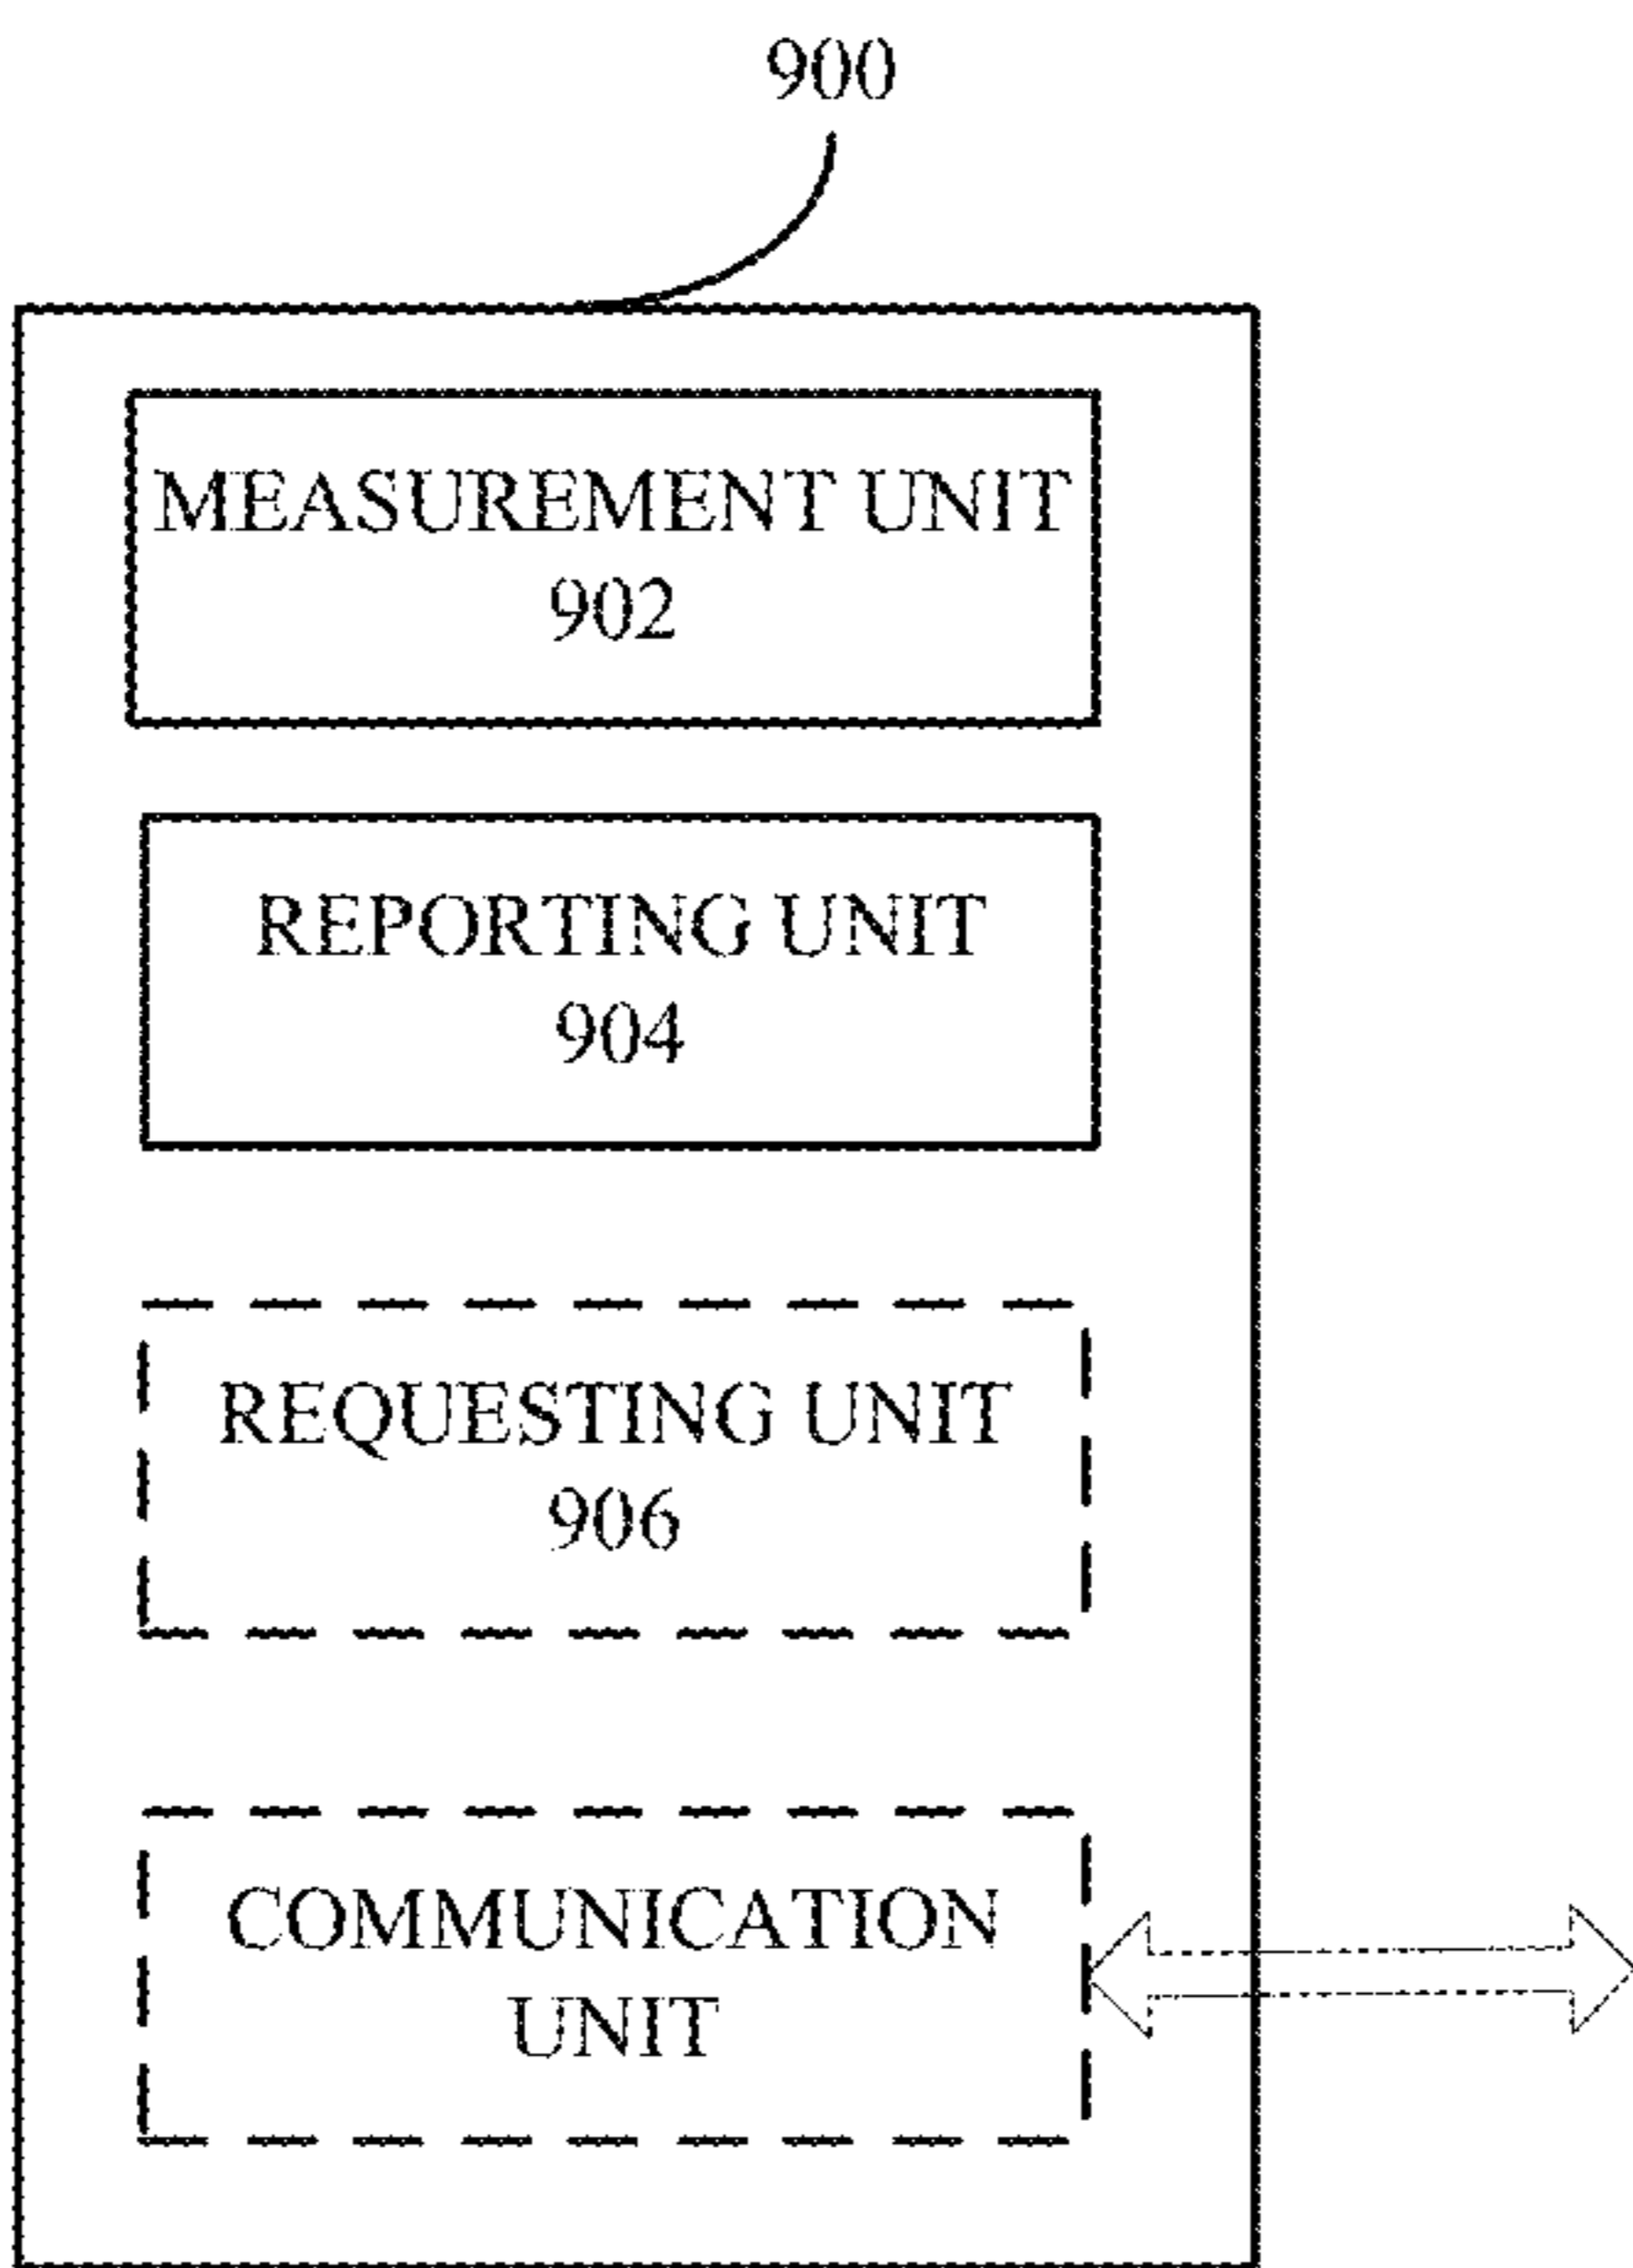 900
MEASUREMENT UNIT
902
REPORTING UNIT
904
REQUESTING UNIT
906
COMMUNICATION
UNIT